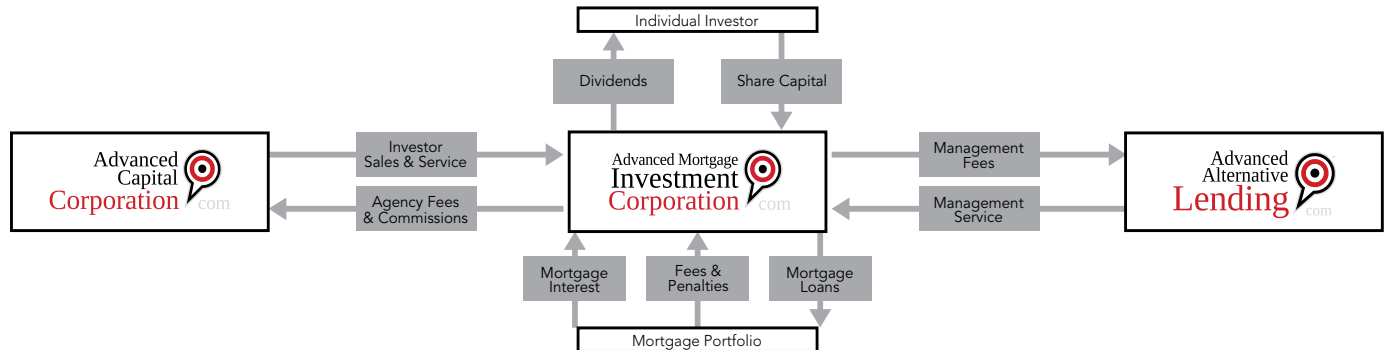 Individual Investor
Dividends
Share Capital
Advanced
Capital
Corporation
com
Investor
Sales & Service
Agency Fees
& Commissions
Advanced Mortgage
Investment
Corporation
com
Management
Fees
Management
Service
Advanced
Alternative
Lending
com
Mortgage
Interest
Fees &
Penalties
Mortgage
Loans
Mortgage Portfolio